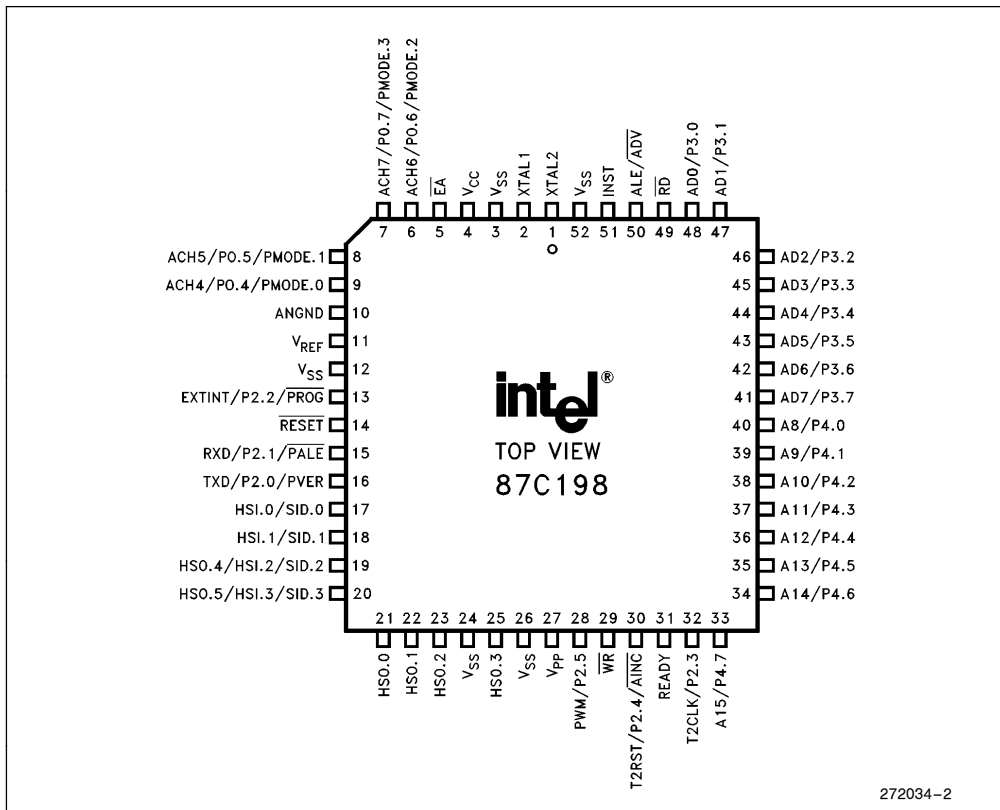 ACH7/P0.7/PMODE.3
ACH6/P0.6/PMODE.2
E̅A̅
VCC
VSS
XTAL1
XTAL2
VSS
INST
ALE/A̅D̅V̅
R̅D̅
AD0/P3.0
AD1/P3.1
7 6 5 4 3 2 1 52 51 50 49 48 47
ACH5/P0.5/PMODE.1 8
ACH4/P0.4/PMODE.0 9
ANGND 10
VREF 11
VSS 12
EXTINT/P2.2/P̅R̅O̅G̅ 13
R̅E̅S̅E̅T̅ 14
RXD/P2.1/P̅A̅L̅E̅ 15
TXD/P2.0/PVER 16
HSI.0/SID.0 17
HSI.1/SID.1 18
HSO.4/HSI.2/SID.2 19
HSO.5/HSI.3/SID.3 20
intel®
TOP VIEW
87C198
46 AD2/P3.2
45 AD3/P3.3
44 AD4/P3.4
43 AD5/P3.5
42 AD6/P3.6
41 AD7/P3.7
40 A8/P4.0
39 A9/P4.1
38 A10/P4.2
37 A11/P4.3
36 A12/P4.4
35 A13/P4.5
34 A14/P4.6
21 22 23 24 25 26 27 28 29 30 31 32 33
HSO.0
HSO.1
HSO.2
VSS
HSO.3
VSS
VPP
PWM/P2.5
W̅R̅
T2RST/P2.4/A̅I̅N̅C̅
READY
T2CLK/P2.3
A15/P4.7
272034–2